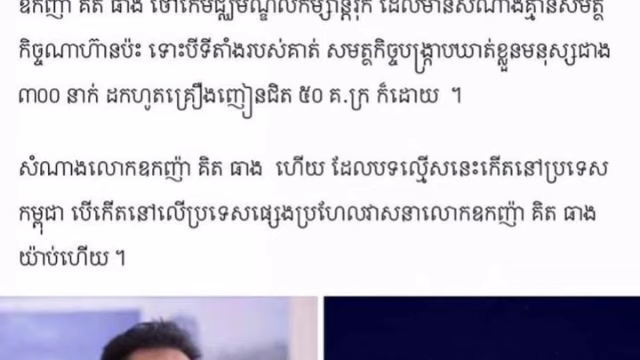 ឧកញ៉ា គិត ធាង ថៅកែមជ្ឈមណ្ឌលកម្សាន្តរ៉ុក ដែលមានសំណាងគ្មានសមត្ថ
កិច្ចណាហ៊ានប៉ះ ទោះបីទីតាំងរបស់គាត់ សមត្ថកិច្ចបង្ក្រាបឃាត់ខ្លួនមនុស្សជាង
៣០០ នាក់ ដកហូតគ្រឿងញៀនជិត ៥០ គ.ក្រ ក៏ដោយ ។
សំណាងលោកឧកញ៉ា គិត ធាង ហើយ ដែលបទល្មើសនេះកើតនៅប្រទេស
កម្ពុជា បើកើតនៅលើប្រទេសផ្សេងប្រហែលវាសនាលោកឧកញ៉ា គិត ធាង
យ៉ាប់ហើយ ។